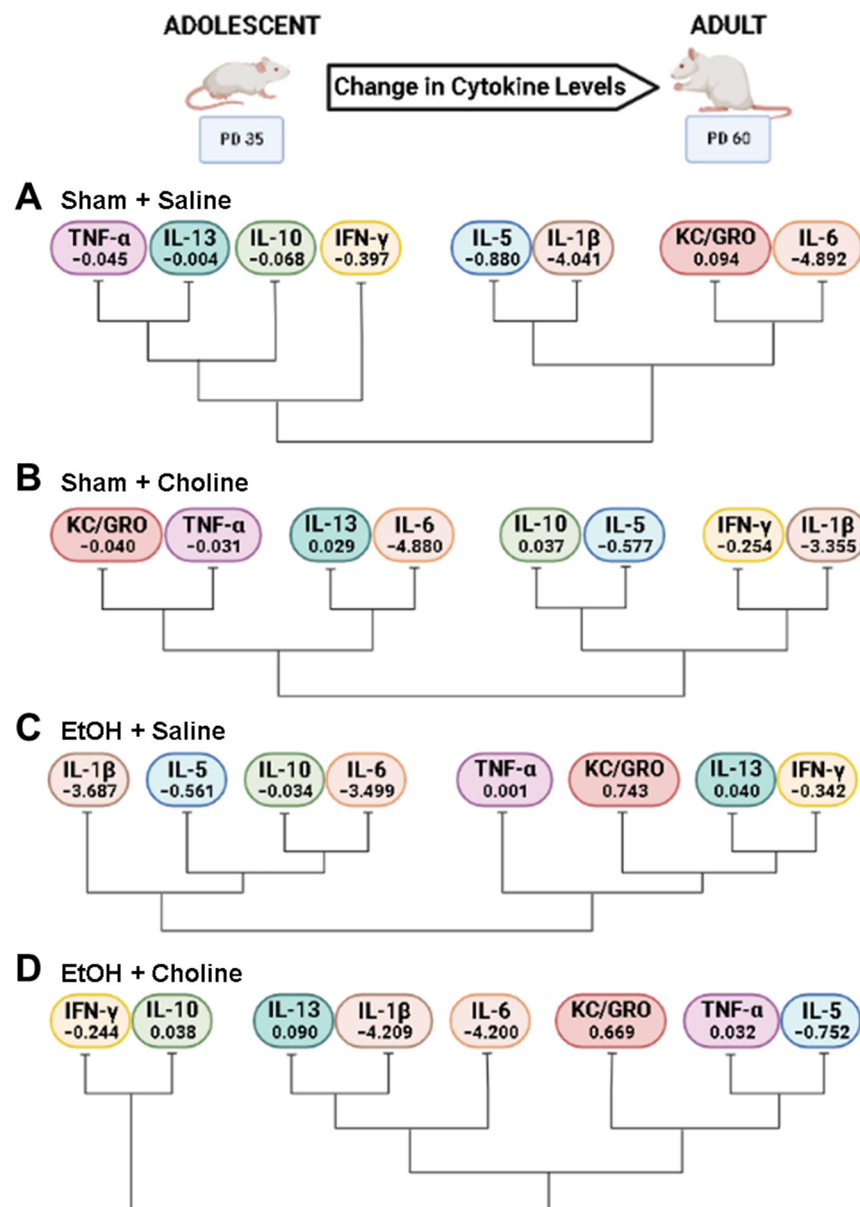 ADOLESCENT ADULT
Change in Cytokine Levels
PD 35 PD 60
A Sham + Saline
TNF-α IL-13 IL-10 IFN-γ IL-5 IL-1β KC/GRO IL-6
−0.045 −0.004 −0.068 −0.397 −0.880 −4.041 0.094 −4.892
B Sham + Choline
KC/GRO TNF-α IL-13 IL-6 IL-10 IL-5 IFN-γ IL-1β
−0.040 −0.031 0.029 −4.880 0.037 −0.577 −0.254 −3.355
C EtOH + Saline
IL-1β IL-5 IL-10 IL-6 TNF-α KC/GRO IL-13 IFN-γ
−3.687 −0.561 −0.034 −3.499 0.001 0.743 0.040 −0.342
D EtOH + Choline
IFN-γ IL-10 IL-13 IL-1β IL-6 KC/GRO TNF-α IL-5
−0.244 0.038 0.090 −4.209 −4.200 0.669 0.032 −0.752